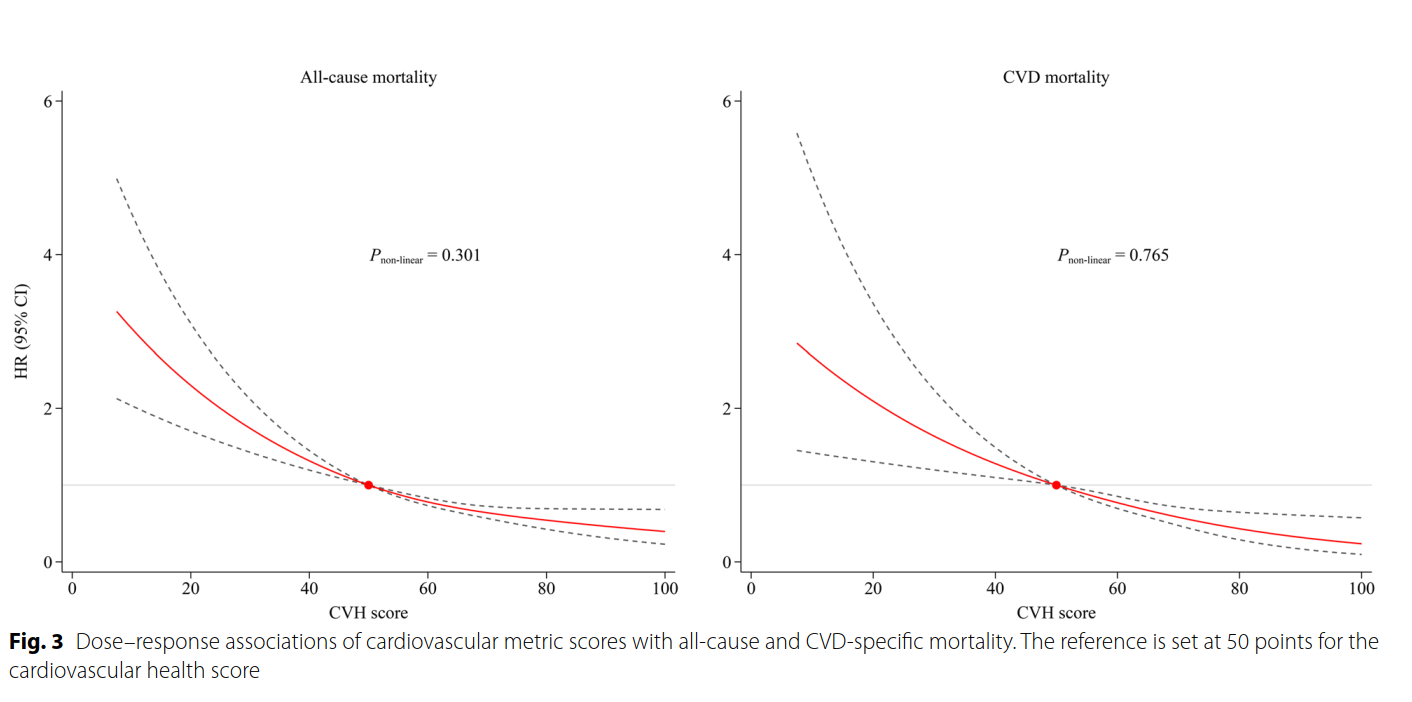 All-cause mortality
6
4
2
0
HR (95% CI)
P non-linear = 0.301
0 20 40 60 80 100
CVH score
CVD mortality
6
4
2
0
P non-linear = 0.765
0 20 40 60 80 100
CVH score
Fig. 3 Dose–response associations of cardiovascular metric scores with all-cause and CVD-specific mortality. The reference is set at 50 points for the
cardiovascular health score